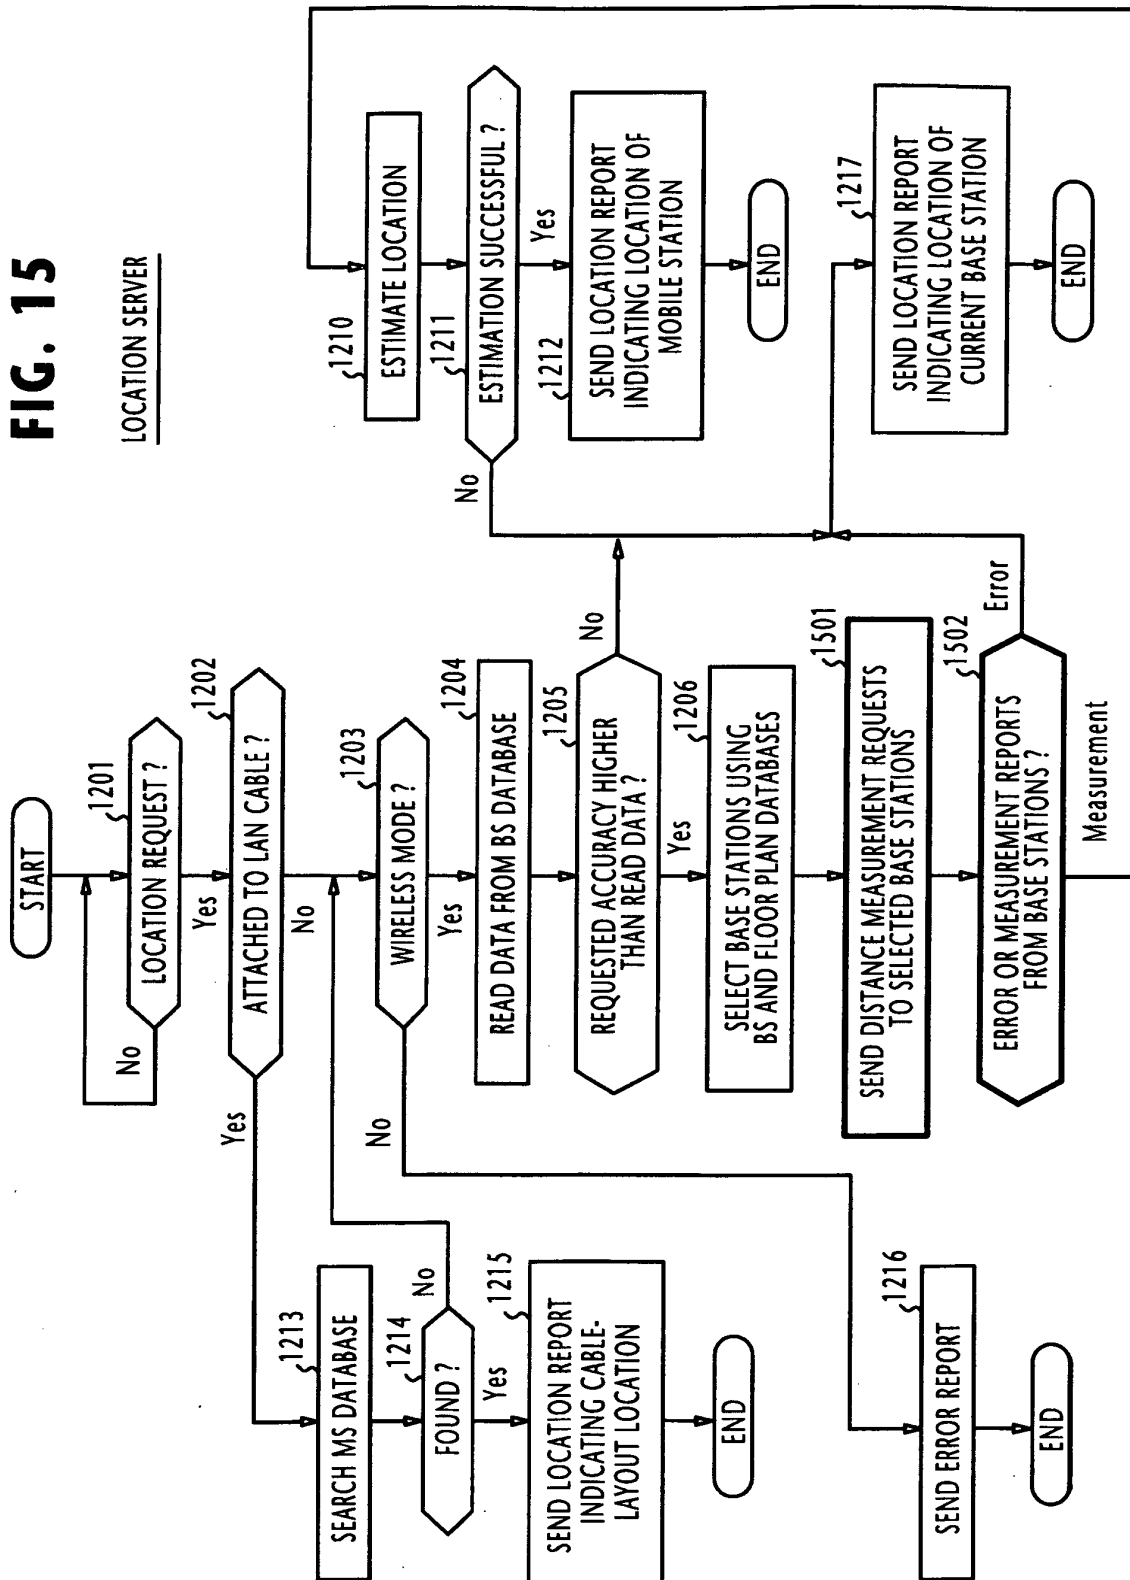 FIG. 15
LOCATION SERVER
START
1201
LOCATION REQUEST ?
No
Yes
1202
ATTACHED TO LAN CABLE ?
Yes
No
1203
WIRELESS MODE ?
No
Yes
1204
READ DATA FROM BS DATABASE
1205
REQUESTED ACCURACY HIGHER
THAN READ DATA ?
No
Yes
1206
SELECT BASE STATIONS USING
BS AND FLOOR PLAN DATABASES
1501
SEND DISTANCE MEASUREMENT REQUESTS
TO SELECTED BASE STATIONS
1502
ERROR OR MEASUREMENT REPORTS
FROM BASE STATIONS ?
Error
Measurement
1213
SEARCH MS DATABASE
1214
FOUND ?
No
Yes
1215
SEND LOCATION REPORT
INDICATING CABLE-
LAYOUT LOCATION
END
1216
SEND ERROR REPORT
END
1210
ESTIMATE LOCATION
1211
ESTIMATION SUCCESSFUL ?
No
Yes
1212
SEND LOCATION REPORT
INDICATING LOCATION OF
MOBILE STATION
END
1217
SEND LOCATION REPORT
INDICATING LOCATION OF
CURRENT BASE STATION
END